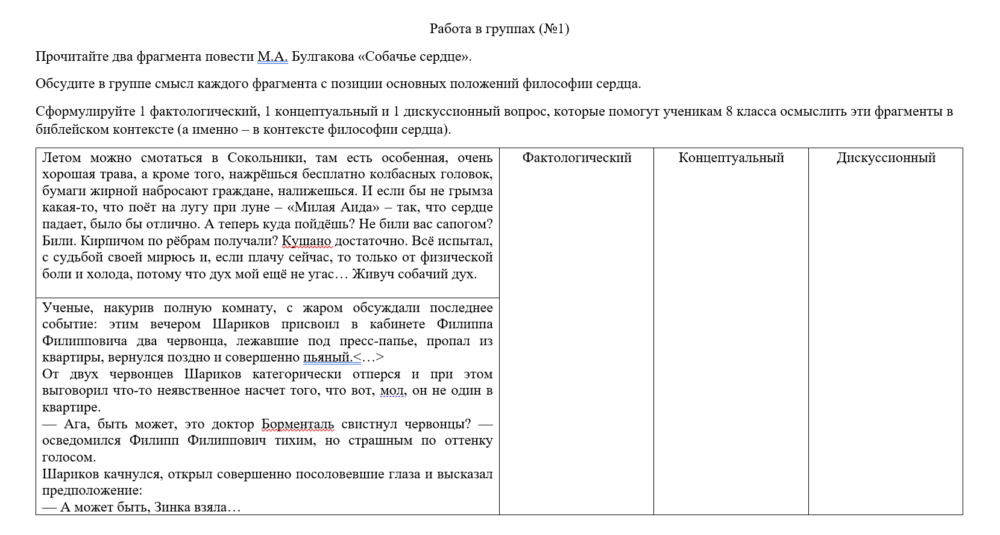 Работа в группах (№1)
Прочитайте два фрагмента повести М.А. Булгакова «Собачье сердце».
Обсудите в группе смысл каждого фрагмента с позиции основных положений философии сердца.
Сформулируйте 1 фактологический, 1 концептуальный и 1 дискуссионный вопрос, которые помогут ученикам 8 класса осмыслить эти фрагменты в
библейском контексте (а именно – в контексте философии сердца).
Летом можно смотаться в Сокольники, там есть особенная, очень
хорошая трава, а кроме того, нажрёшься бесплатно колбасных головок,
бумаги жирной набросают граждане, налижешься. И если бы не грымза
какая-то, что поёт на лугу при луне – «Милая Аида» – так, что сердце
падает, было бы отлично. А теперь куда пойдёшь? Не били вас сапогом?
Били. Кирпичом по рёбрам получали? Кушано достаточно. Всё испытал,
с судьбой своей мирюсь и, если плачу сейчас, то только от физической
боли и холода, потому что дух мой ещё не угас… Живуч собачий дух.
Фактологический
Концептуальный
Дискуссионный
Ученые, накурив полную комнату, с жаром обсуждали последнее
событие: этим вечером Шариков присвоил в кабинете Филиппа
Филипповича два червонца, лежавшие под пресс-папье, пропал из
квартиры, вернулся поздно и совершенно пьяный.<…>
От двух червонцев Шариков категорически отперся и при этом
выговорил что-то неявственное насчет того, что вот, мол, он не один в
квартире.
— Ага, быть может, это доктор Борменталь свистнул червонцы? —
осведомился Филипп Филиппович тихим, но страшным по оттенку
голосом.
Шариков качнулся, открыл совершенно посоловевшие глаза и высказал
предположение:
— А может быть, Зинка взяла…